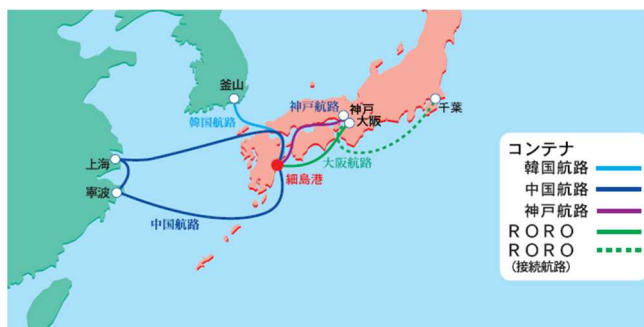 釜山
韓国航路
神戸航路
神戸
大阪
千葉
大阪航路
上海
細島港
寧波
中国航路
コンテナ
韓国航路
中国航路
神戸航路
ＲＯＲＯ
ＲＯＲＯ
(接続航路)